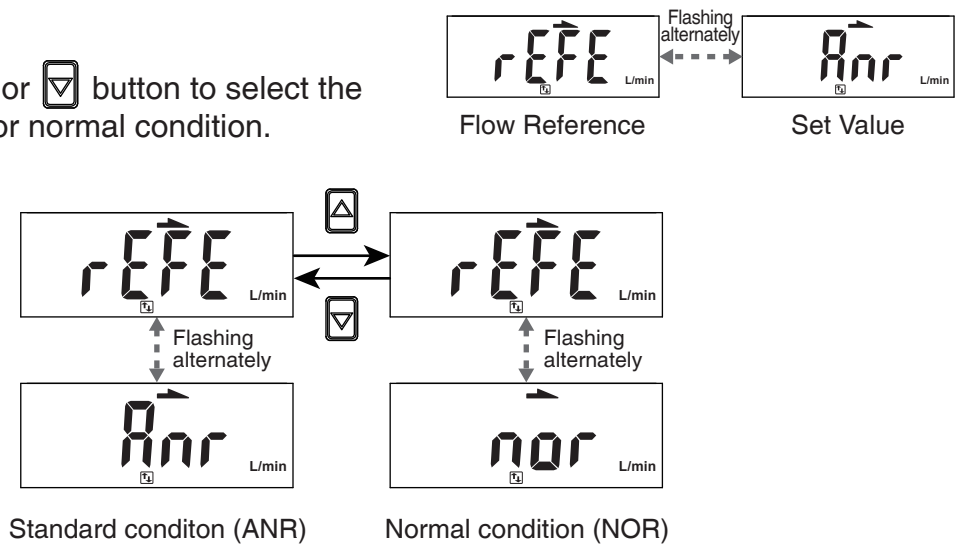 Flashing
alternately
rEFE L/min
Anr L/min
or button to select the
or normal condition.
Flow Reference
Set Value
rEFE L/min
rEFE L/min
Flashing
alternately
Flashing
alternately
Anr L/min
nor L/min
Standard conditon (ANR)
Normal condition (NOR)